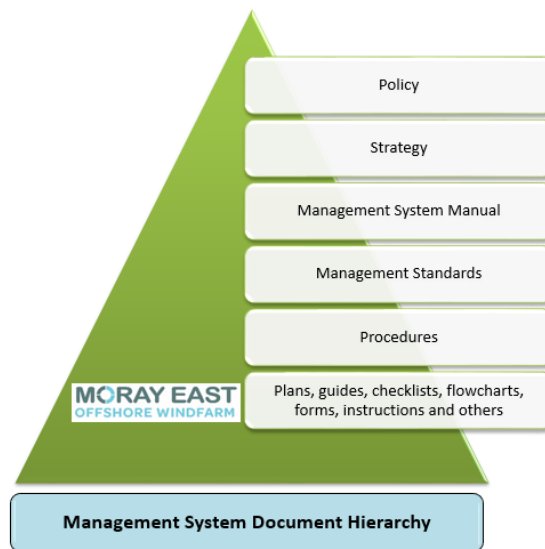 Policy
Strategy
Management System Manual
Management Standards
Procedures
MORAY EAST
OFFSHORE WINDFARM
Plans, guides, checklists, flowcharts,
forms, instructions and others
Management System Document Hierarchy